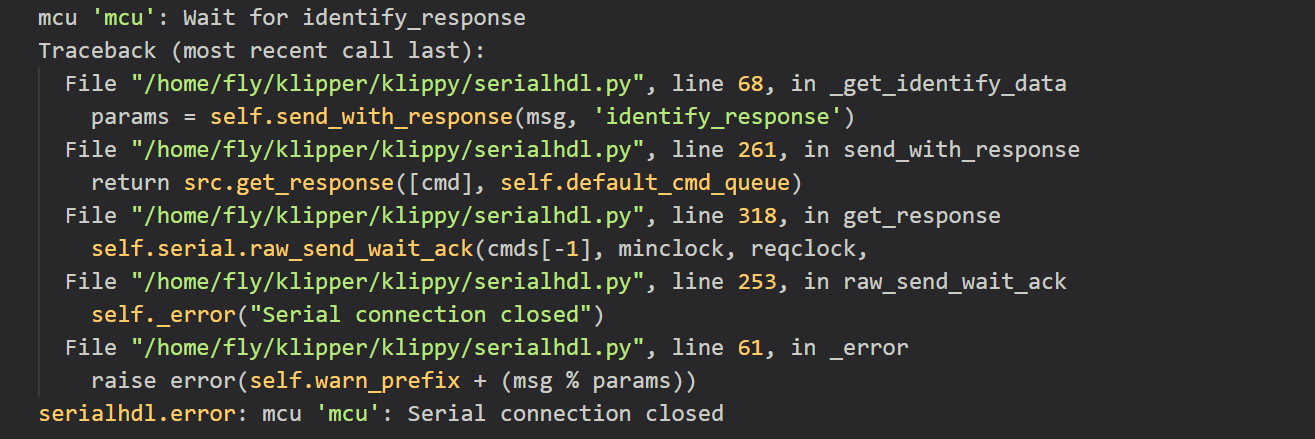 mcu 'mcu': Wait for identify_response
Traceback (most recent call last):
  File "/home/fly/klipper/klippy/serialhdl.py", line 68, in _get_identify_data
    params = self.send_with_response(msg, 'identify_response')
  File "/home/fly/klipper/klippy/serialhdl.py", line 261, in send_with_response
    return src.get_response([cmd], self.default_cmd_queue)
  File "/home/fly/klipper/klippy/serialhdl.py", line 318, in get_response
    self.serial.raw_send_wait_ack(cmds[-1], minclock, reqclock,
  File "/home/fly/klipper/klippy/serialhdl.py", line 253, in raw_send_wait_ack
    self._error("Serial connection closed")
  File "/home/fly/klipper/klippy/serialhdl.py", line 61, in _error
    raise error(self.warn_prefix + (msg % params))
serialhdl.error: mcu 'mcu': Serial connection closed